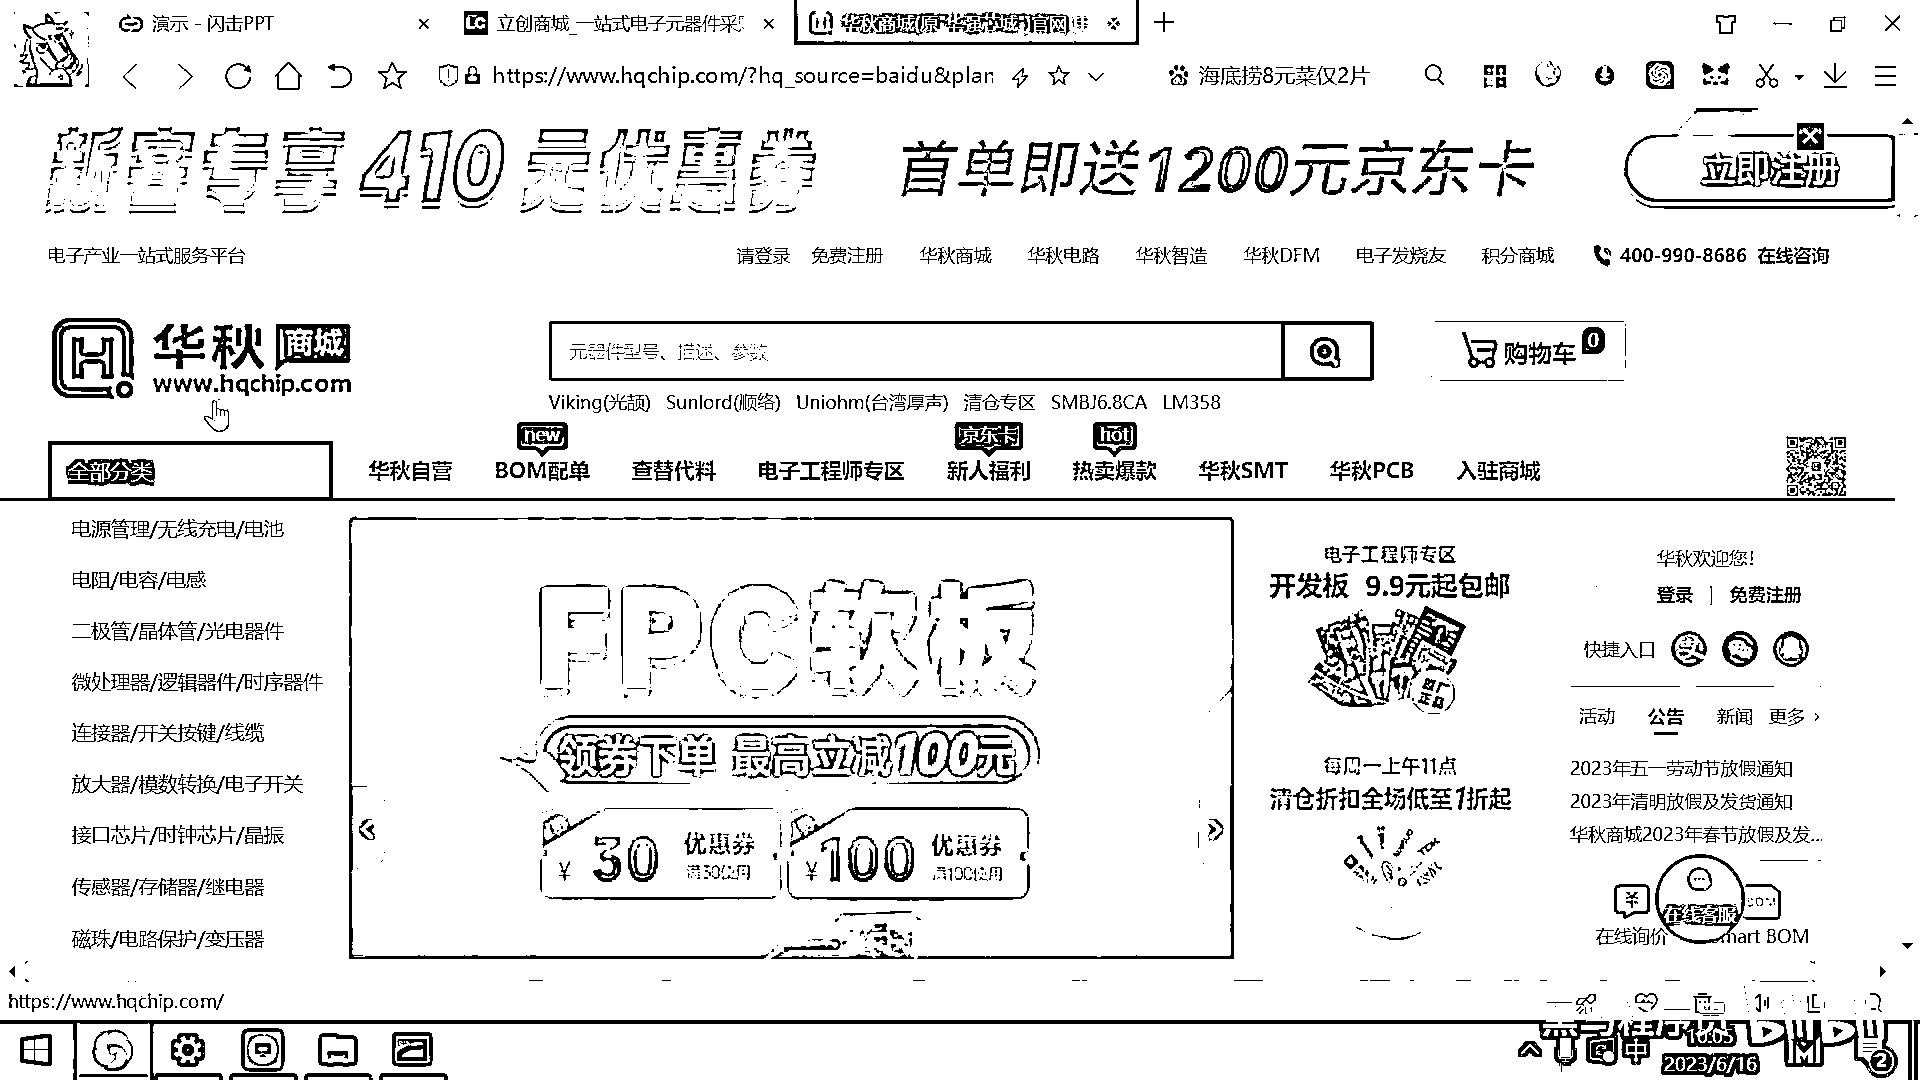 演示 - 闪击PPT
立创商城_一站式电子元器件采
华秋商城(原"华强芯城)官网
https://www.hqchip.com/?hq_source=baidu&plan
海底捞8元菜仅2片
新客专享 410 元优惠券
首单即送1200元京东卡
立即注册
电子产业一站式服务平台
请登录 免费注册 华秋商城 华秋电路 华秋智造 华秋DFM 电子发烧友 积分商城 400-990-8686 在线咨询
华秋商城
www.hqchip.com
元器件型号、描述、参数
购物车 0
Viking(光颉) Sunlord(顺络) Uniohm(台湾厚声) 清仓专区 SMBJ6.8CA LM358
new 京东卡 hot
全部分类 华秋自营 BOM配单 查替代料 电子工程师专区 新人福利 热卖爆款 华秋SMT 华秋PCB 入驻商城
电源管理/无线充电/电池
电阻/电容/电感
二极管/晶体管/光电器件
微处理器/逻辑器件/时序器件
连接器/开关按键/线缆
放大器/模数转换/电子开关
接口芯片/时钟芯片/晶振
传感器/存储器/继电器
磁珠/电路保护/变压器
FPC软板
领券下单 最高立减100元
¥ 30 优惠券
满30使用
¥ 100 优惠券
满100使用
电子工程师专区
开发板 9.9元起包邮
每周一上午11点
清仓折扣全场低至1折起
华秋欢迎您!
登录 | 免费注册
快捷入口
活动 公告 新闻 更多 >
2023年五一劳动节放假通知
2023年清明放假及发货通知
华秋商城2023年春节放假及发...
在线客服
在线询价
mart BOM
https://www.hqchip.com/
黑马程序员
中
10:05
2023/6/16
2